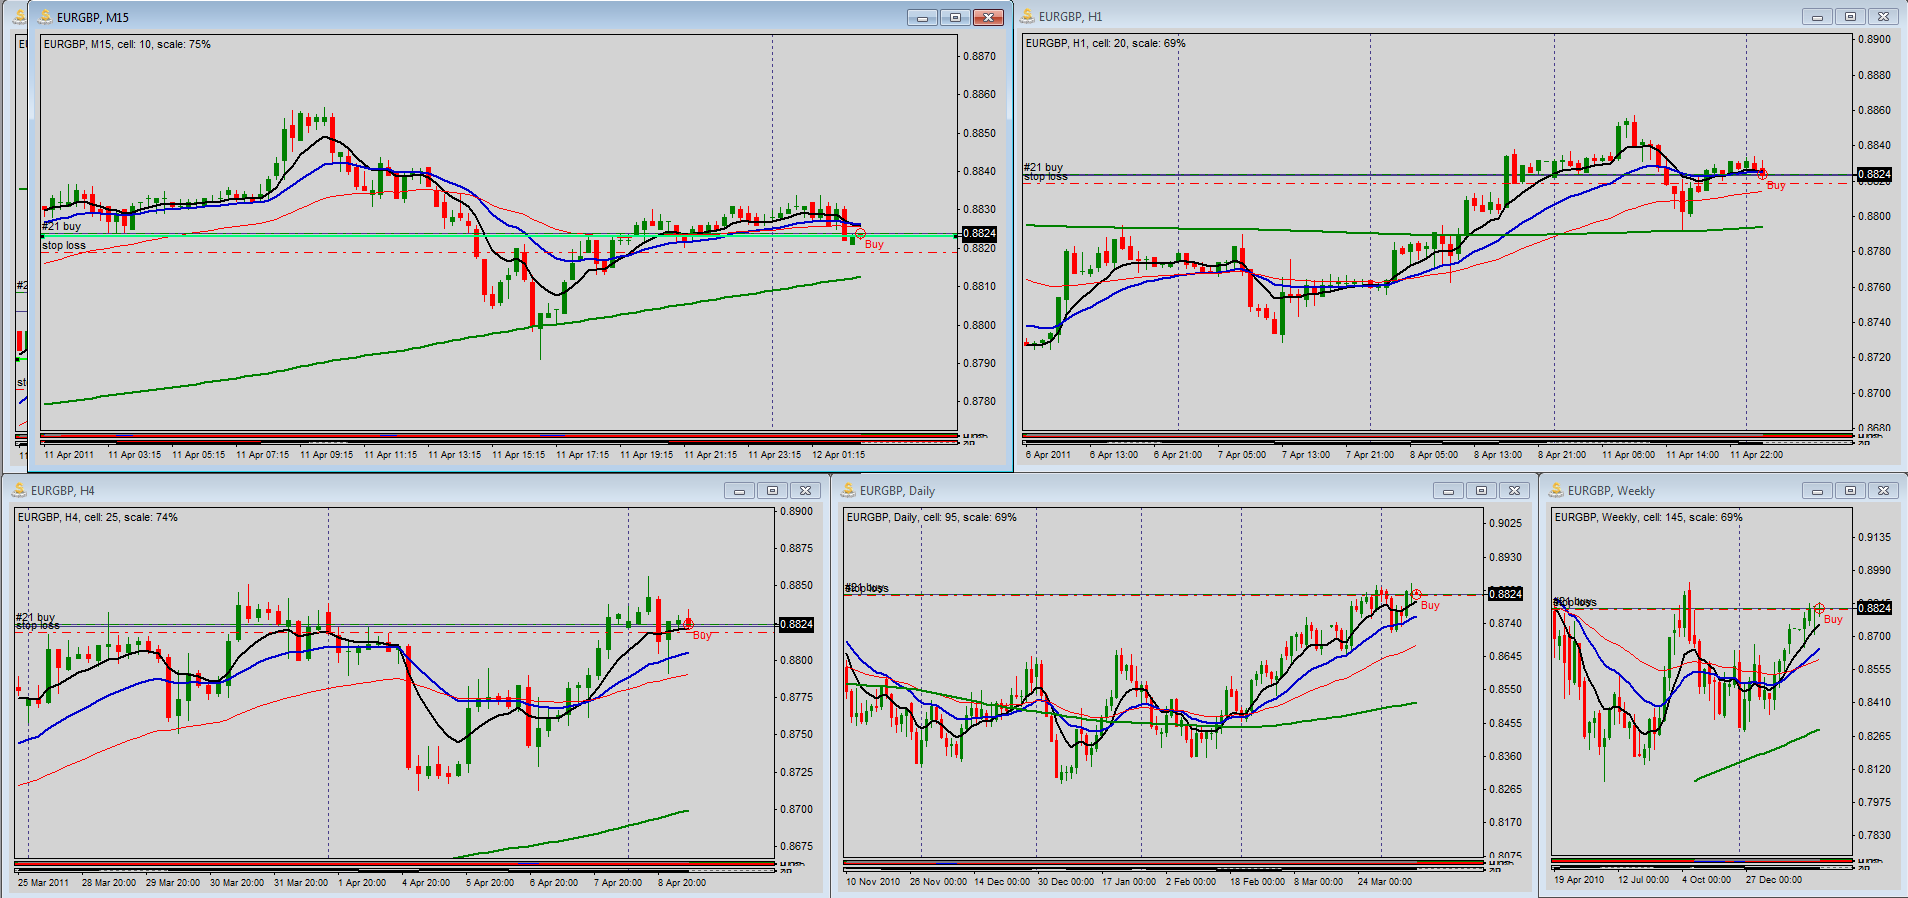 EURGBP, M15
EURGBP, M15, cell: 10, scale: 75%
0.8870
0.8860
0.8850
0.8840
0.8830
#21 buy
0.8824
stop loss
Buy
0.8820
0.8810
0.8800
0.8790
0.8780
11 Apr 2011 11 Apr 03:15 11 Apr 05:15 11 Apr 07:15 11 Apr 09:15 11 Apr 11:15 11 Apr 13:15 11 Apr 15:15 11 Apr 17:15 11 Apr 19:15 11 Apr 21:15 11 Apr 23:15 12 Apr 01:15
EURGBP, H1
EURGBP, H1, cell: 20, scale: 69%
0.8900
0.8880
0.8860
0.8840
#21 buy
0.8824
stop loss
Buy
0.8820
0.8800
0.8780
0.8760
0.8740
0.8720
0.8700
0.8680
6 Apr 2011 6 Apr 13:00 6 Apr 21:00 7 Apr 05:00 7 Apr 13:00 7 Apr 21:00 8 Apr 05:00 8 Apr 13:00 8 Apr 21:00 11 Apr 06:00 11 Apr 14:00 11 Apr 22:00
EURGBP, H4
EURGBP, H4, cell: 25, scale: 74%
0.8900
0.8875
0.8850
#21 buy
0.8824
stop loss
Buy
0.8800
0.8775
0.8750
0.8725
0.8700
0.8675
25 Mar 2011 28 Mar 20:00 29 Mar 20:00 30 Mar 20:00 31 Mar 20:00 1 Apr 20:00 4 Apr 20:00 5 Apr 20:00 6 Apr 20:00 7 Apr 20:00 8 Apr 20:00
EURGBP, Daily
EURGBP, Daily, cell: 95, scale: 69%
0.9025
0.8930
#21 buy
stop loss
0.8824
Buy
0.8740
0.8645
0.8550
0.8455
0.8360
0.8265
0.8170
0.8075
10 Nov 2010 26 Nov 00:00 14 Dec 00:00 30 Dec 00:00 17 Jan 00:00 2 Feb 00:00 18 Feb 00:00 8 Mar 00:00 24 Mar 00:00
EURGBP, Weekly
EURGBP, Weekly, cell: 145, scale: 69%
0.9135
0.8990
#21 buy
stop loss
0.8824
Buy
0.8700
0.8555
0.8410
0.8265
0.8120
0.7975
0.7830
19 Apr 2010 12 Jul 00:00 4 Oct 00:00 27 Dec 00:00